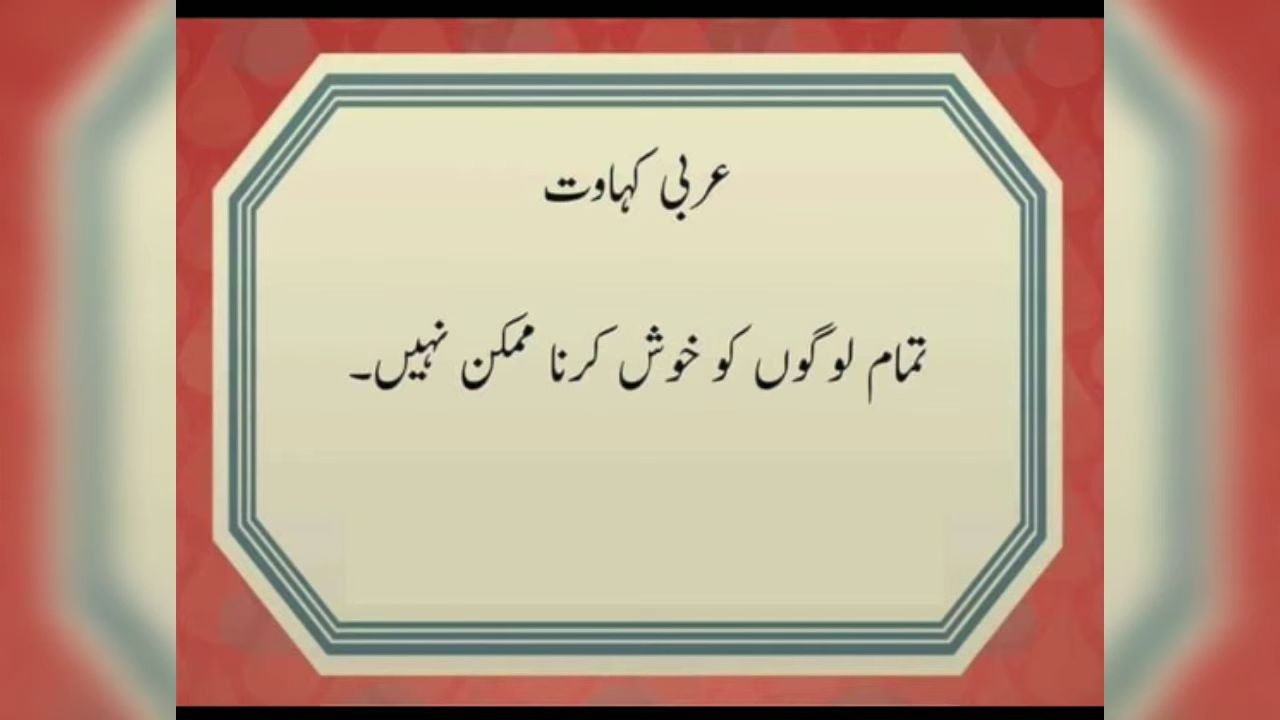 عربی کہاوت
تمام لوگوں کو خوش کرنا ممکن نہیں۔